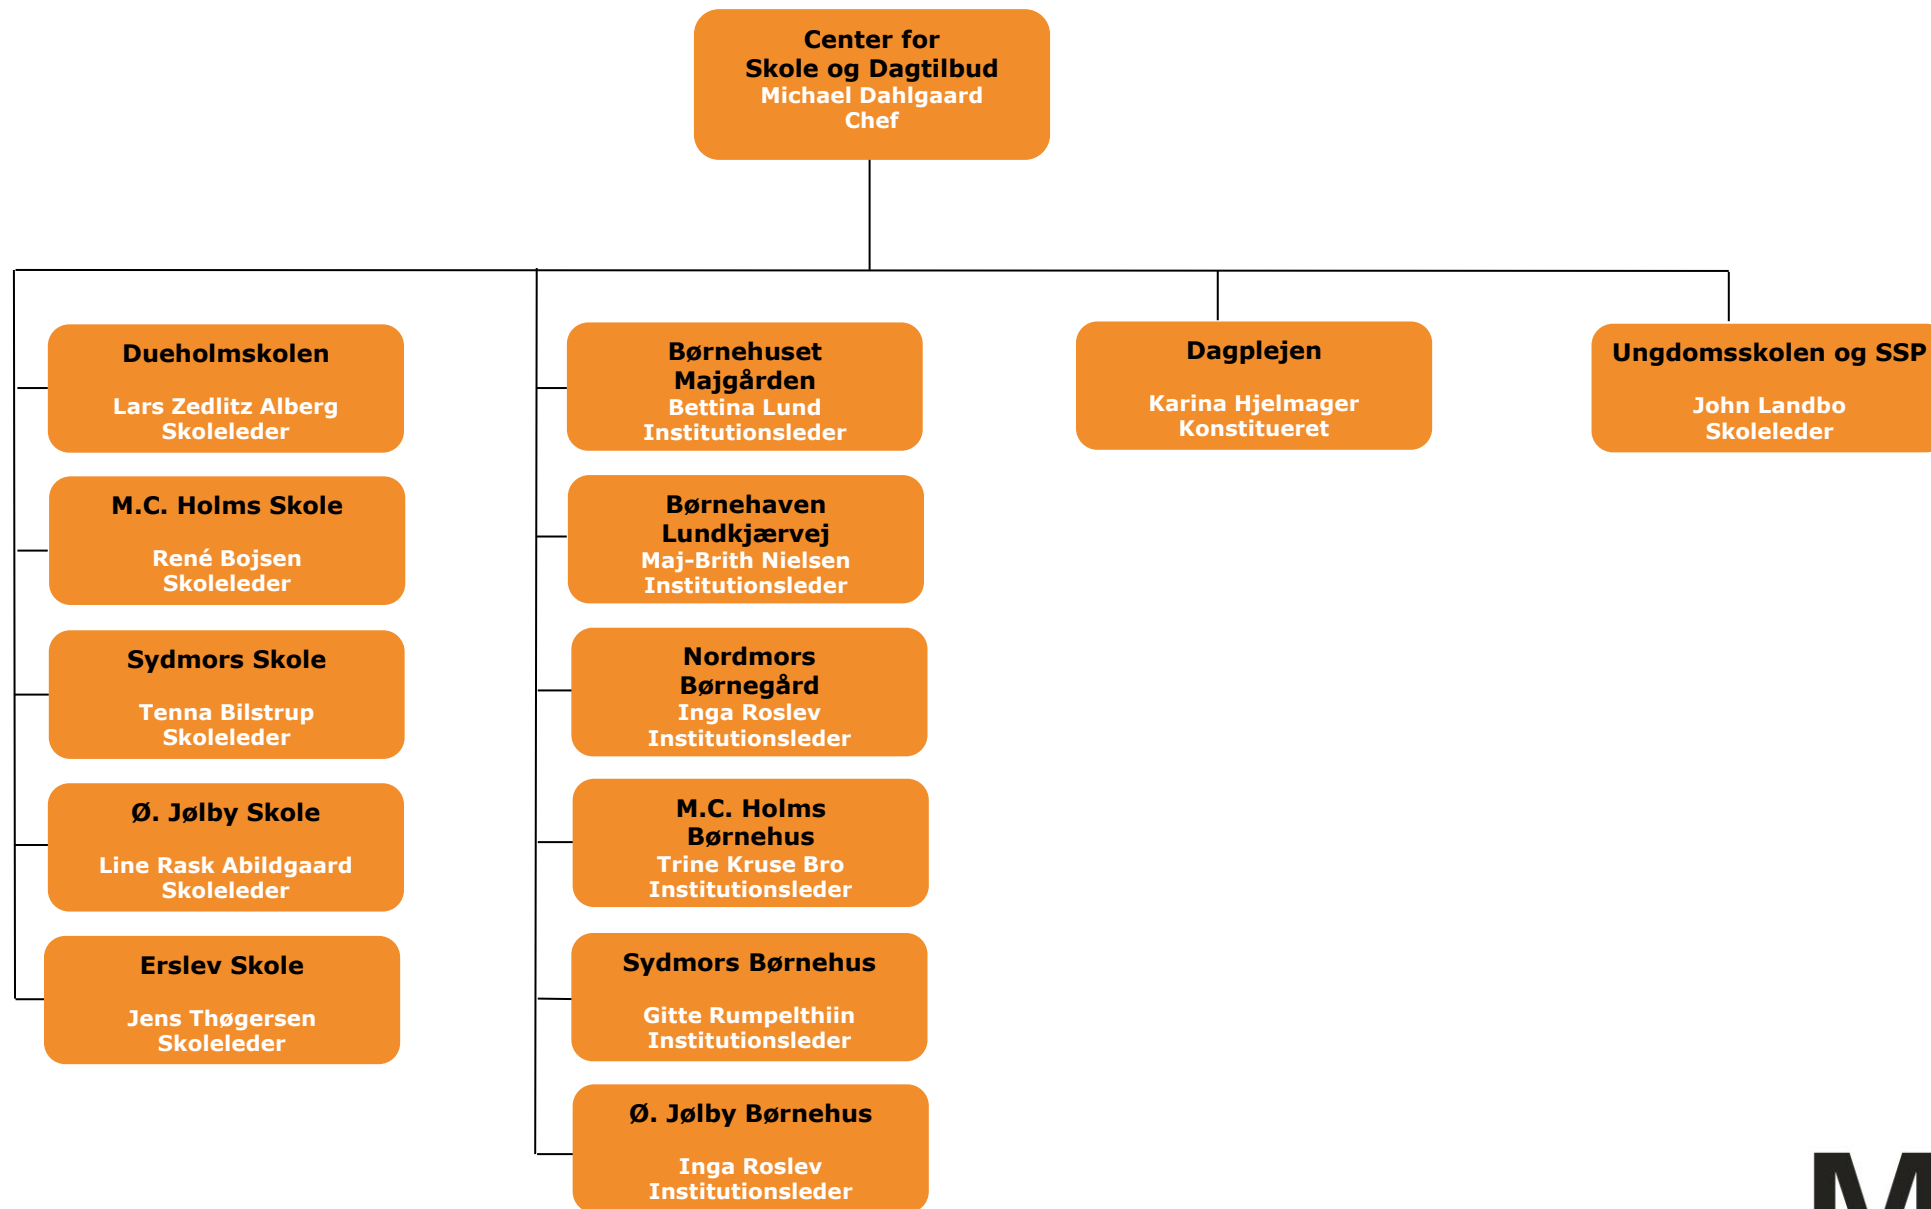 Center for
Skole og Dagtilbud
Michael Dahlgaard
Chef
Dueholmskolen
Lars Zedlitz Alberg
Skoleleder
M.C. Holms Skole
René Bojsen
Skoleleder
Sydmors Skole
Tenna Bilstrup
Skoleleder
Ø. Jølby Skole
Line Rask Abildgaard
Skoleleder
Erslev Skole
Jens Thøgersen
Skoleleder
Børnehuset
Majgården
Bettina Lund
Institutionsleder
Børnehaven
Lundkjærvej
Maj-Brith Nielsen
Institutionsleder
Nordmors
Børnegård
Inga Roslev
Institutionsleder
M.C. Holms
Børnehus
Trine Kruse Bro
Institutionsleder
Sydmors Børnehus
Gitte Rumpelthiin
Institutionsleder
Ø. Jølby Børnehus
Inga Roslev
Institutionsleder
Dagplejen
Karina Hjelmager
Konstitueret
Ungdomsskolen og SSP
John Landbo
Skoleleder
M